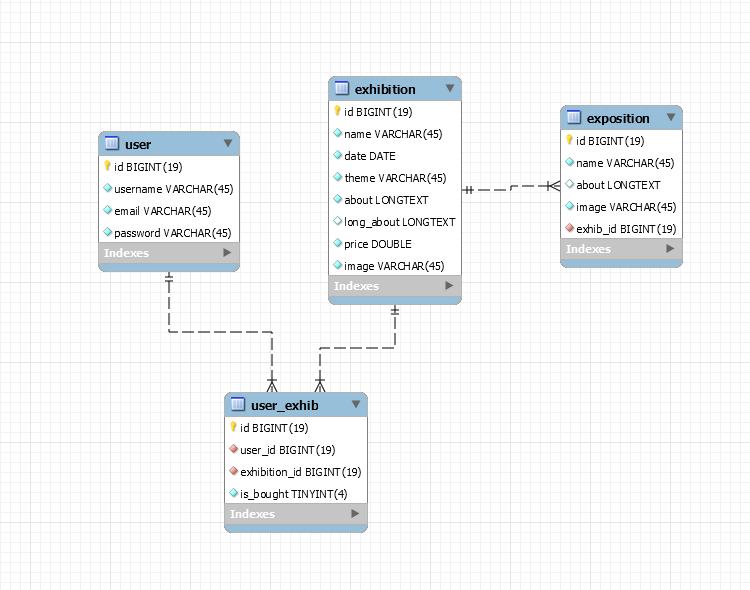 user
id BIGINT(19)
username VARCHAR(45)
email VARCHAR(45)
password VARCHAR(45)
Indexes
exhibition
id BIGINT(19)
name VARCHAR(45)
date DATE
theme VARCHAR(45)
about LONGTEXT
long_about LONGTEXT
price DOUBLE
image VARCHAR(45)
Indexes
exposition
id BIGINT(19)
name VARCHAR(45)
about LONGTEXT
image VARCHAR(45)
exhib_id BIGINT(19)
Indexes
user_exhib
id BIGINT(19)
user_id BIGINT(19)
exhibition_id BIGINT(19)
is_bought TINYINT(4)
Indexes